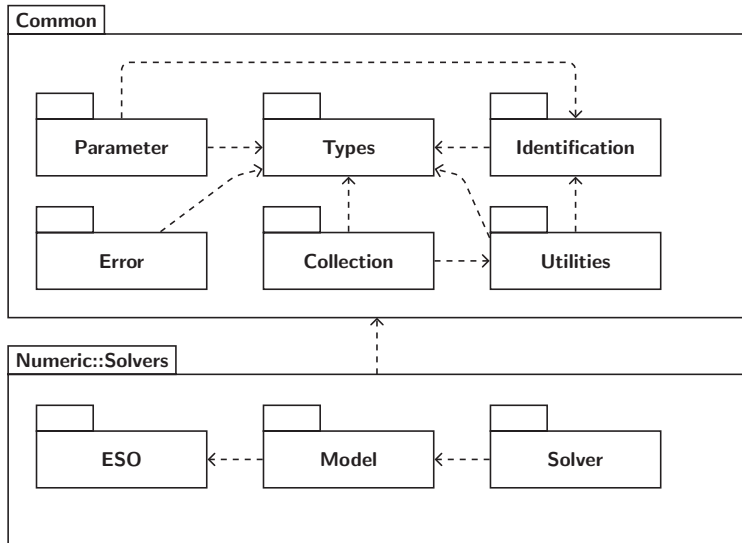 Common
Parameter
Types
Identification
Error
Collection
Utilities
Numeric::Solvers
ESO
Model
Solver